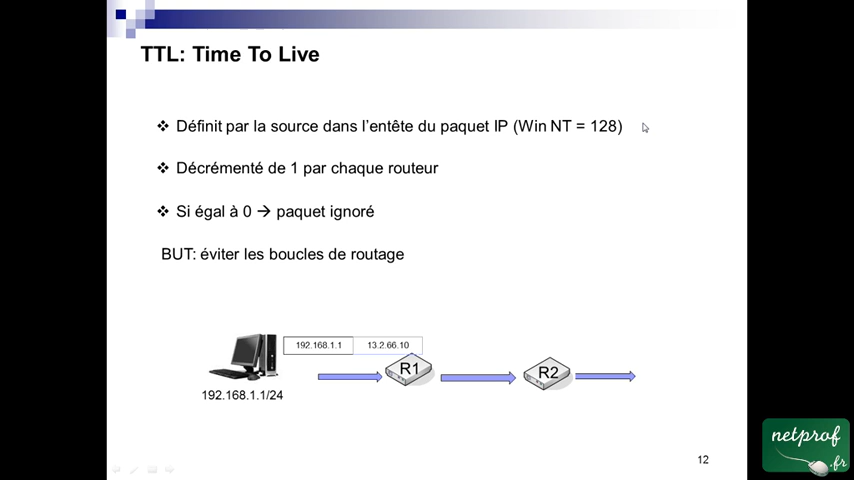 TTL: Time To Live
❖ Définit par la source dans l'entête du paquet IP (Win NT = 128)
❖ Décrémenté de 1 par chaque routeur
❖ Si égal à 0 → paquet ignoré
BUT: éviter les boucles de routage
192.168.1.1 13.2.66.10
R1
R2
192.168.1.1/24
netprof
.fr
12